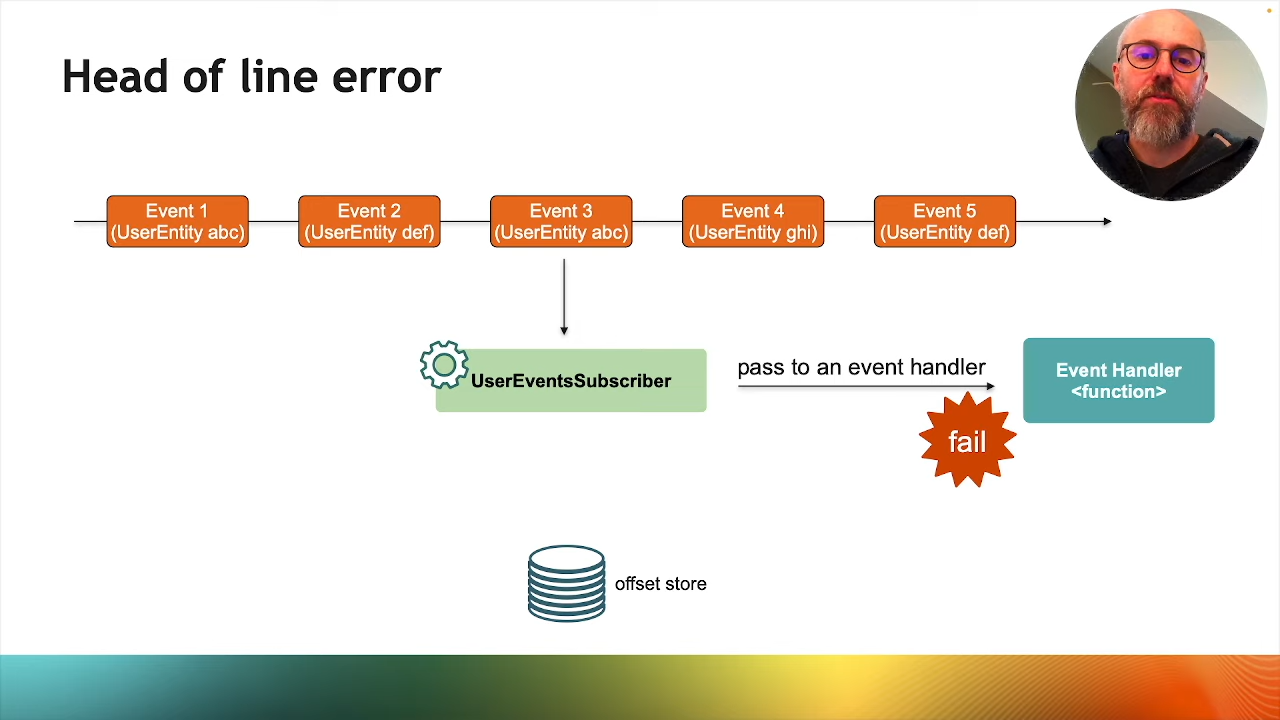 Head of line error
Event 1
(UserEntity abc)
Event 2
(UserEntity def)
Event 3
(UserEntity abc)
Event 4
(UserEntity ghi)
Event 5
(UserEntity def)
UserEventsSubscriber
pass to an event handler
Event Handler
<function>
fail
offset store